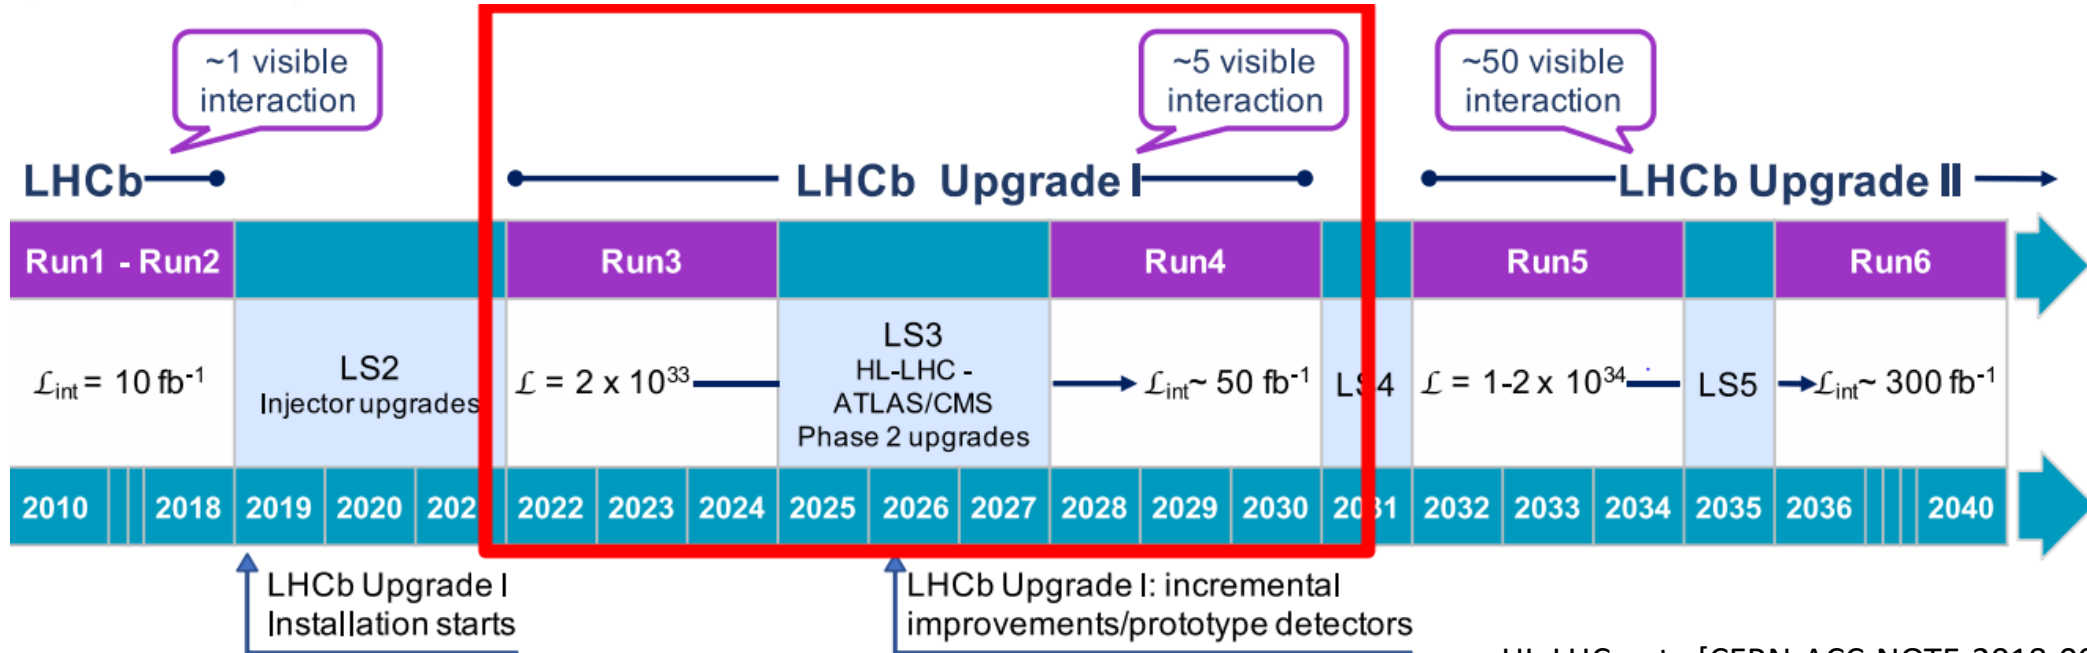 ~1 visible
interaction
~5 visible
interaction
~50 visible
interaction
LHCb
LHCb Upgrade I
LHCb Upgrade II
Run1 - Run2
Run3
Run4
Run5
Run6
ℒint = 10 fb-1
LS2
Injector upgrades
ℒ = 2 x 1033
LS3
HL-LHC -
ATLAS/CMS
Phase 2 upgrades
ℒint~ 50 fb-1
LS4
ℒ = 1-2 x 1034
LS5
ℒint~ 300 fb-1
2010 2018 2019 2020 202 2022 2023 2024 2025 2026 2027 2028 2029 2030 2031 2032 2033 2034 2035 2036 2040
LHCb Upgrade I
Installation starts
LHCb Upgrade I: incremental
improvements/prototype detectors